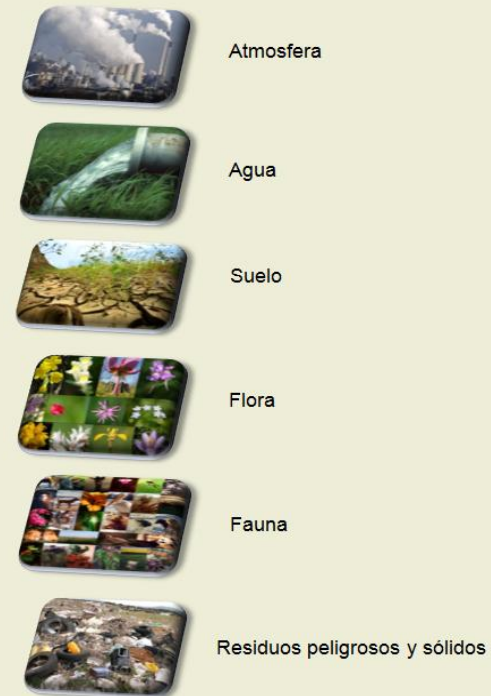 Atmosfera
Agua
Suelo
Flora
Fauna
Residuos peligrosos y sólidos